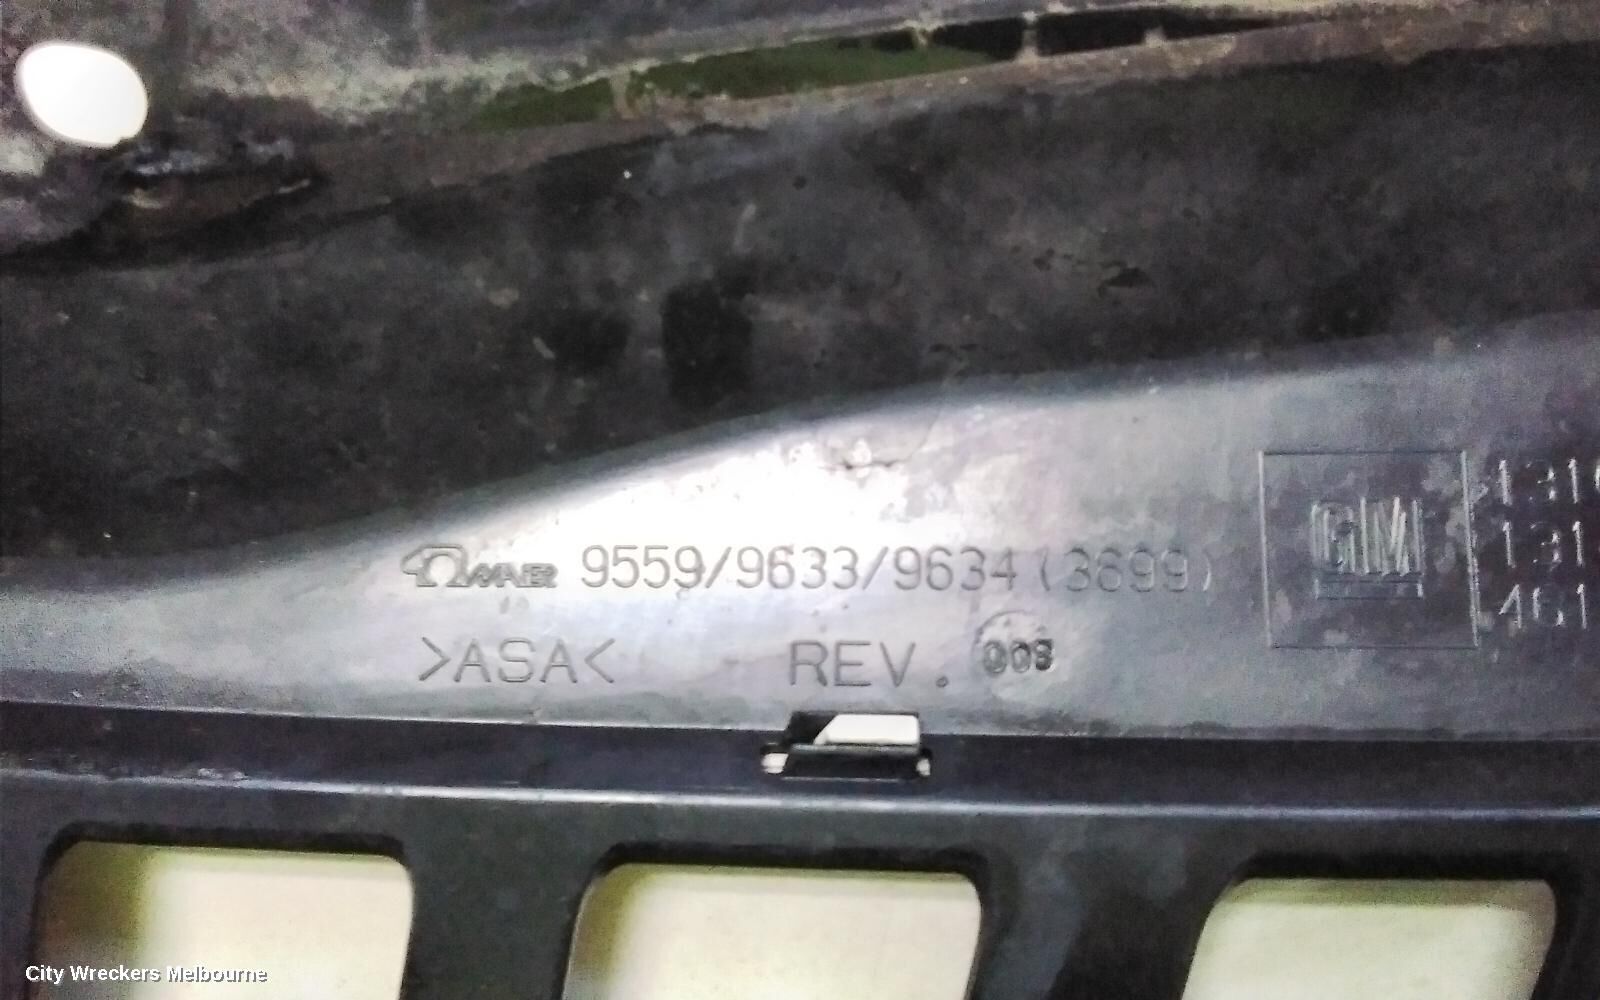 MAIER 9559/9633/9634 (3699)
>ASA< REV. 008
GM
City Wreckers Melbourne